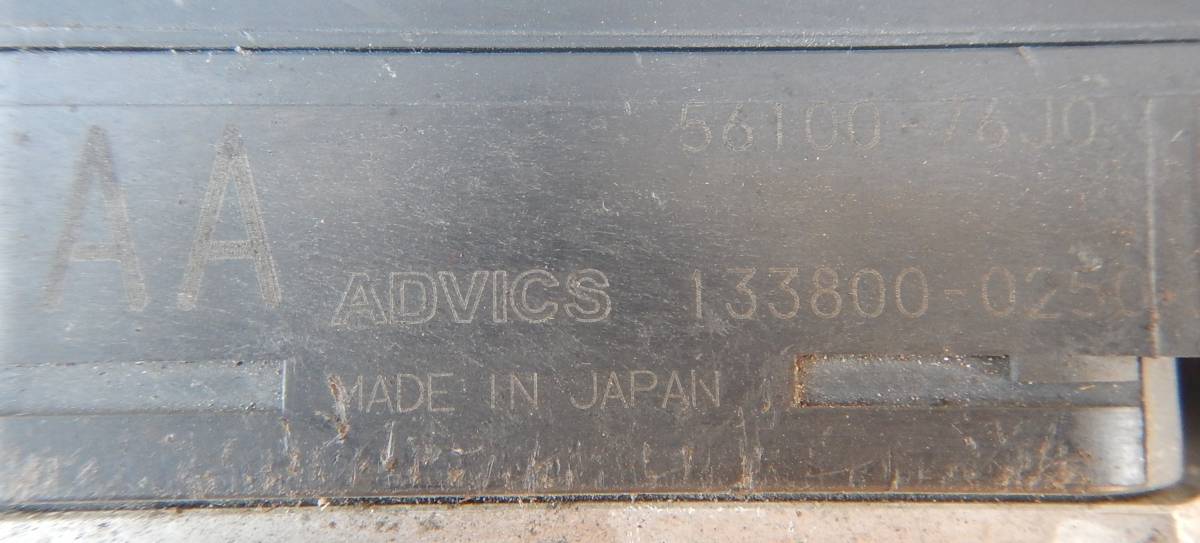 56100-76J0
AA
ADVICS 133800-0250
MADE IN JAPAN